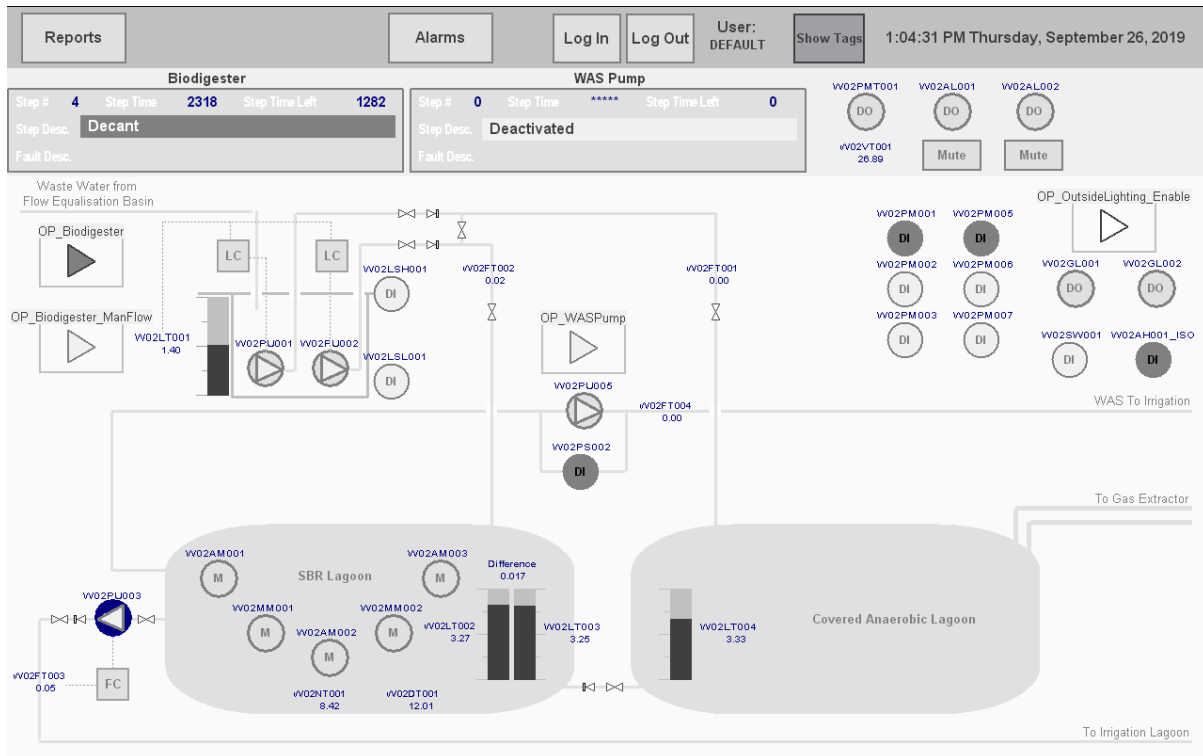 Reports
Alarms
Log In
Log Out
User:
DEFAULT
Show Tags
1:04:31 PM Thursday, September 26, 2019
Biodigester
Step # 4 Step Time 2318 Step Time Left 1282
Step Desc. Decant
Fault Desc.
WAS Pump
Step # 0 Step Time ***** Step Time Left 0
Step Desc. Deactivated
Fault Desc.
W02PMT001
DO
W02VT001
26.89
W02AL001
DO
Mute
W02AL002
DO
Mute
Waste Water from
Flow Equalisation Basin
OP_Biodigester
OP_Biodigester_ManFlow
LC
LC
W02LT001
1.40
W02PU001
W02PU002
W02LSH001
DI
W02LSL001
DI
W02FT002
0.02
W02FT001
0.00
OP_WASPump
W02PU005
W02FT004
0.00
W02PS002
DI
W02PM001
DI
W02PM005
DI
W02PM002
DI
W02PM006
DI
W02PM003
DI
W02PM007
DI
OP_OutsideLighting_Enable
W02GL001
DO
W02GL002
DO
W02SW001
DI
W02AH001_ISO
DI
WAS To Irrigation
To Gas Extractor
W02AM001
M
SBR Lagoon
W02AM003
M
W02MM001
M
W02MM002
M
W02AM002
M
Difference
0.017
W02LT002
3.27
W02LT003
3.25
W02NT001
8.42
W02DT001
12.01
W02LT004
3.33
Covered Anaerobic Lagoon
W02PU003
W02FT003
0.05
FC
To Irrigation Lagoon